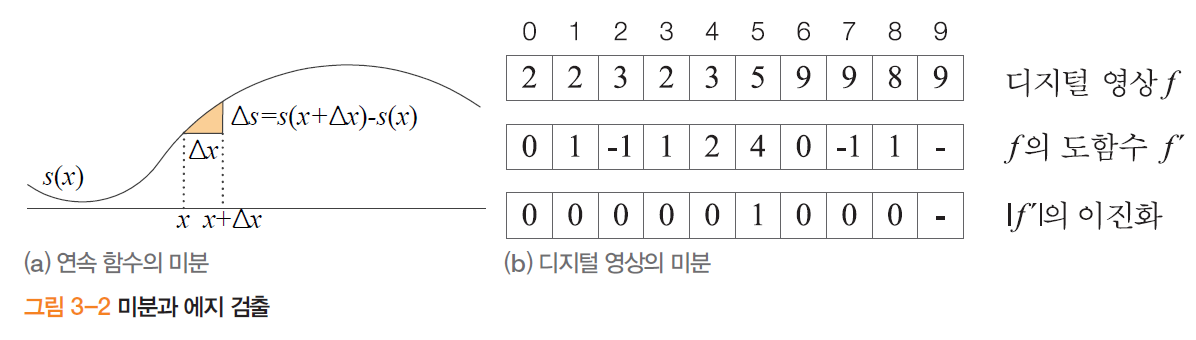 s(x)
Δs=s(x+Δx)-s(x)
Δx
x x+Δx
(a) 연속 함수의 미분
0 1 2 3 4 5 6 7 8 9
2 2 3 2 3 5 9 9 8 9 디지털 영상 f
0 1 -1 1 2 4 0 -1 1 - f의 도함수 f′
0 0 0 0 0 1 0 0 0 - |f′|의 이진화
(b) 디지털 영상의 미분
그림 3-2 미분과 에지 검출